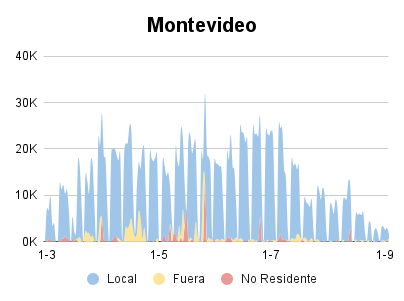 Montevideo
40K
30K
20K
10K
0K
1-3 1-5 1-7 1-9
Local Fuera No Residente